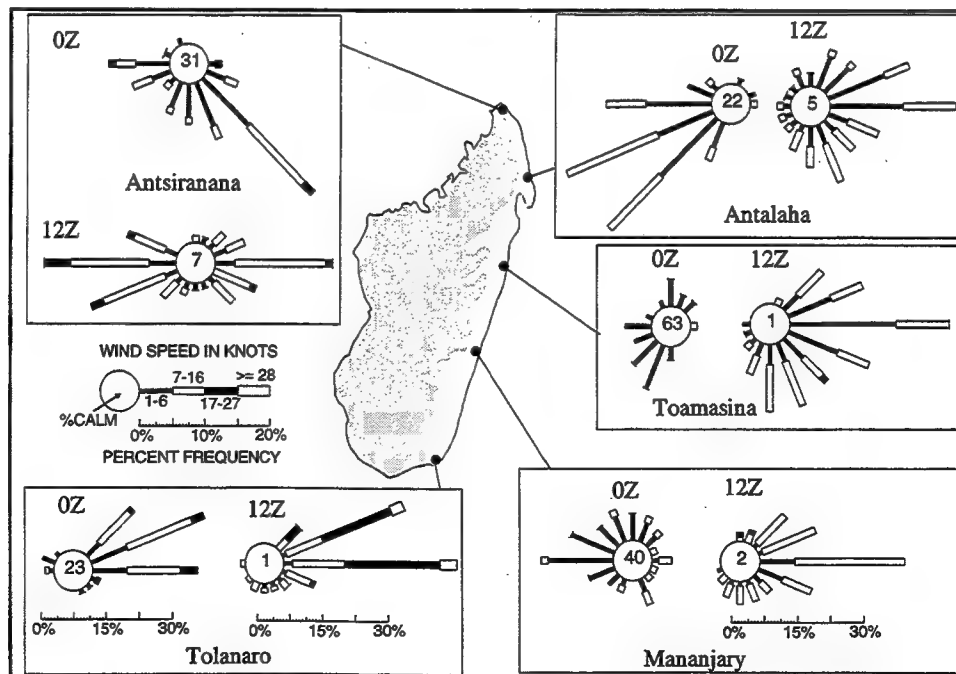 0Z
31
Antsiranana
12Z
7
0Z
12Z
22
5
Antalaha
0Z
12Z
63
1
Toamasina
WIND SPEED IN KNOTS
7-16
>= 28
1-6
17-27
%CALM
0% 10% 20%
PERCENT FREQUENCY
0Z
12Z
23
1
0% 15% 30%
0% 15% 30%
Tolanaro
0Z
12Z
40
2
0% 15% 30%
Mananjary